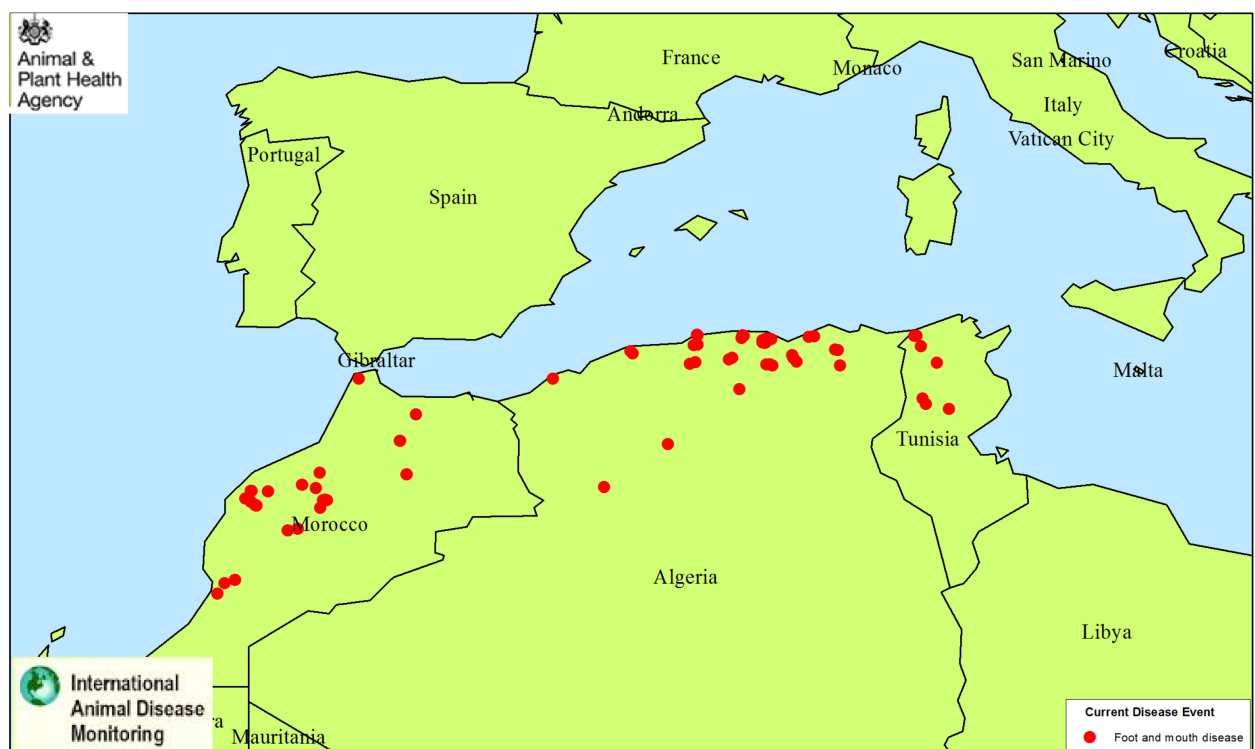 Animal &
Plant Health
Agency
France
Monaco
San Marino
Croatia
Andorra
Italy
Vatican City
Portugal
Spain
Gibraltar
Malta
Tunisia
Morocco
Algeria
Libya
International
Animal Disease
Monitoring
ra
Mauritania
Current Disease Event
Foot and mouth disease